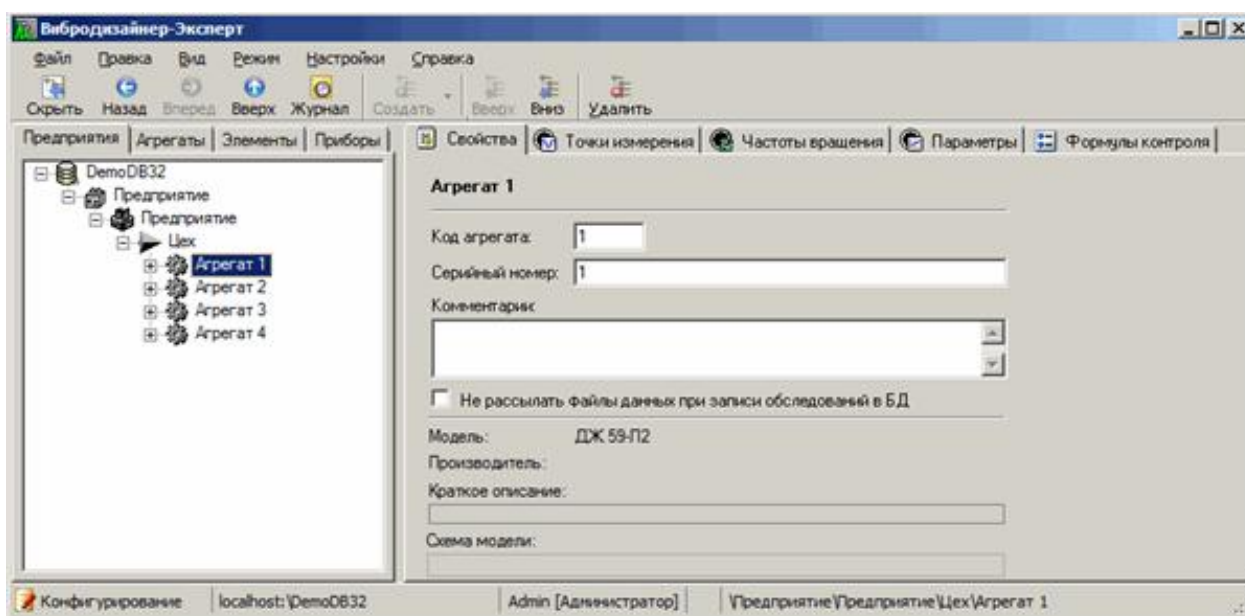 Вибродизайнер-Эксперт
Файл Правка Вид Режим Настройки Справка
Скрыть Назад Вперед Вверх Журнал Создать Вверх Вниз Удалить
Предприятия Агрегаты Элементы Приборы
Свойства Точки измерения Частоты вращения Параметры Формулы контроля
DemoDB32
Предприятие
Предприятие
Цех
Агрегат 1
Агрегат 2
Агрегат 3
Агрегат 4
Агрегат 1
Код агрегата: 1
Серийный номер: 1
Комментарии:
Не рассылать файлы данных при записи обследований в БД
Модель: ДЖ 59-П2
Производитель:
Краткое описание:
Схема модели:
Конфигурирование localhost:\DemoDB32 Admin [Администратор] \Предприятие\Предприятие\Цех\Агрегат 1